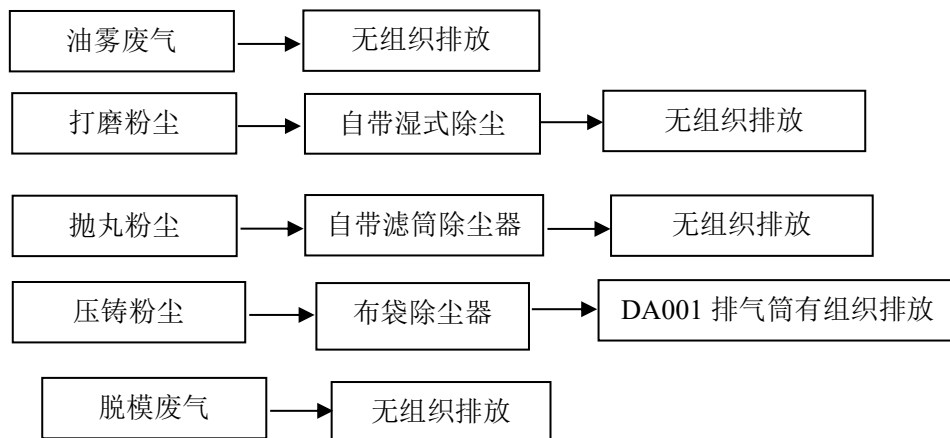 油雾废气
无组织排放
打磨粉尘
自带湿式除尘
无组织排放
抛丸粉尘
自带滤筒除尘器
无组织排放
压铸粉尘
布袋除尘器
DA001 排气筒有组织排放
脱模废气
无组织排放